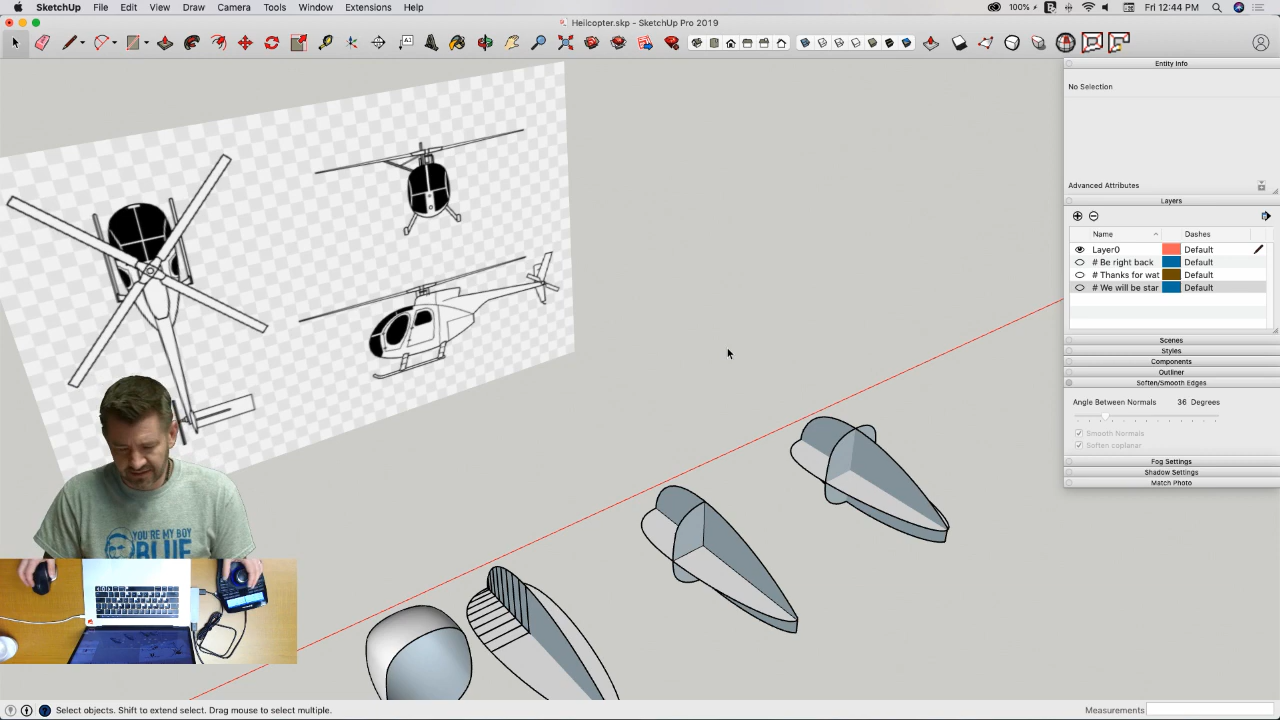 SketchUp File Edit View Draw Camera Tools Window Extensions Help
100% Fri 12:44 PM
Heilcopter.skp - SketchUp Pro 2019
Entity Info
No Selection
Advanced Attributes
Layers
Name Dashes
Layer0 Default
# Be right back Default
# Thanks for wat Default
# We will be star Default
Scenes
Styles
Components
Outliner
Soften/Smooth Edges
Angle Between Normals 36 Degrees
Smooth Normals
Soften coplanar
Fog Settings
Shadow Settings
Match Photo
YOU'RE MY BOY
BLUE
Select objects. Shift to extend select. Drag mouse to select multiple.
Measurements